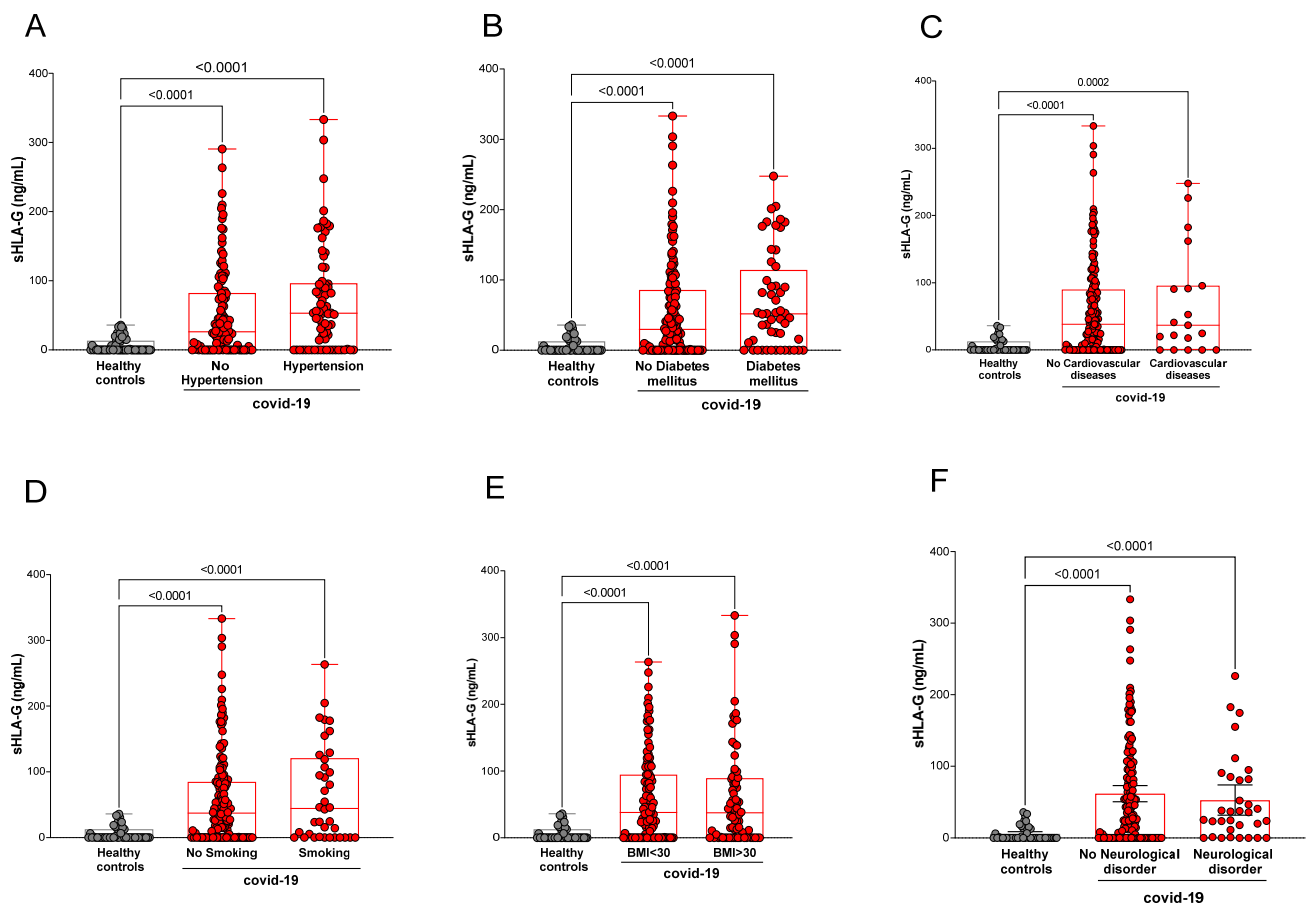 A
sHLA-G (ng/mL)
400
300
200
100
0
<0.0001
<0.0001
Healthy
controls
No
Hypertension
Hypertension
covid-19
B
sHLA-G (ng/mL)
400
300
200
100
0
<0.0001
<0.0001
Healthy
controls
No Diabetes
mellitus
Diabetes
mellitus
covid-19
C
sHLA-G (ng/mL)
400
300
200
100
0
0.0002
<0.0001
Healthy
controls
No Cardiovascular
diseases
Cardiovascular
diseases
covid-19
D
sHLA-G (ng/mL)
400
300
200
100
0
<0.0001
<0.0001
Healthy
controls
No Smoking
Smoking
covid-19
E
sHLA-G (ng/mL)
400
300
200
100
0
<0.0001
<0.0001
Healthy
controls
BMI<30
BMI>30
covid-19
F
sHLA-G (ng/mL)
400
300
200
100
0
<0.0001
<0.0001
Healthy
controls
No Neurological
disorder
Neurological
disorder
covid-19